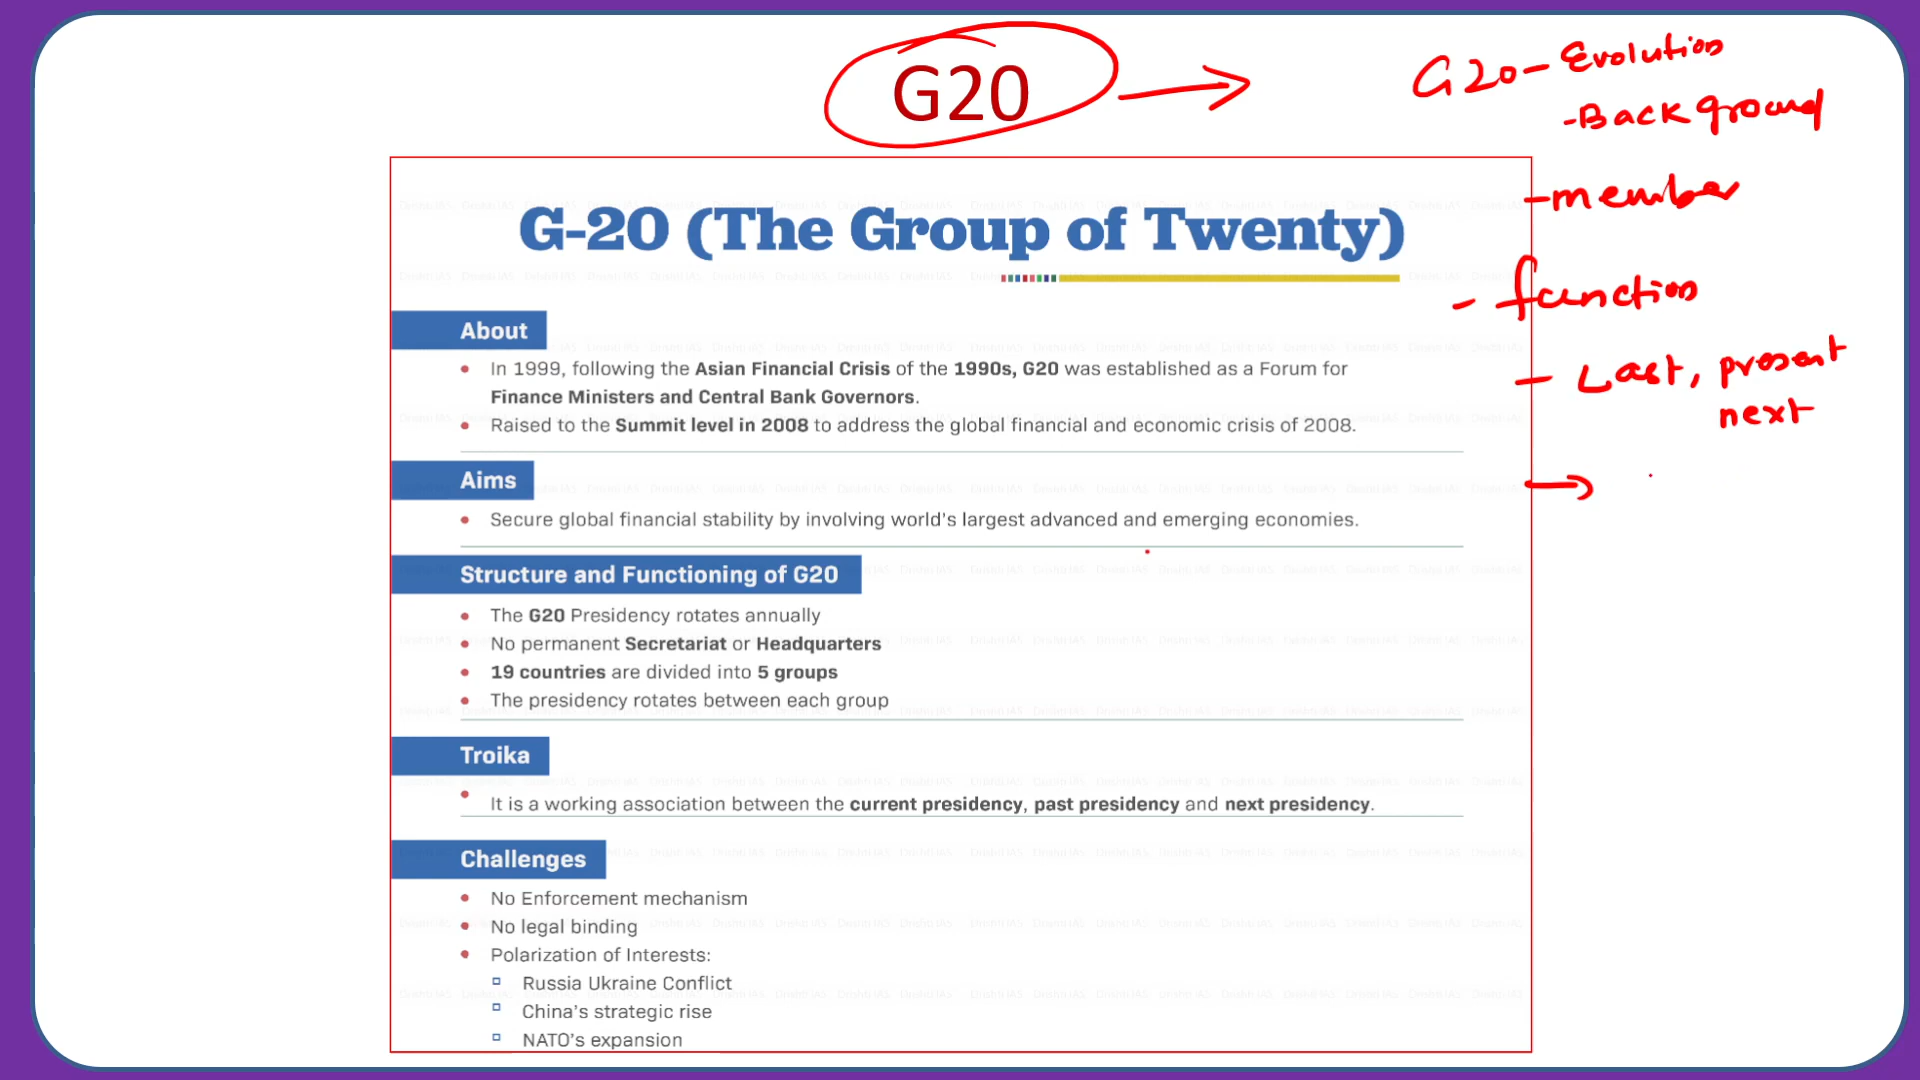 G20
G20 - Evolution
- Background
- member
- function
- Last, present
next
G-20 (The Group of Twenty)
About
• In 1999, following the Asian Financial Crisis of the 1990s, G20 was established as a Forum for
Finance Ministers and Central Bank Governors.
• Raised to the Summit level in 2008 to address the global financial and economic crisis of 2008.
Aims
• Secure global financial stability by involving world's largest advanced and emerging economies.
Structure and Functioning of G20
• The G20 Presidency rotates annually
• No permanent Secretariat or Headquarters
• 19 countries are divided into 5 groups
• The presidency rotates between each group
Troika
• It is a working association between the current presidency, past presidency and next presidency.
Challenges
• No Enforcement mechanism
• No legal binding
• Polarization of Interests:
Russia Ukraine Conflict
China's strategic rise
NATO's expansion